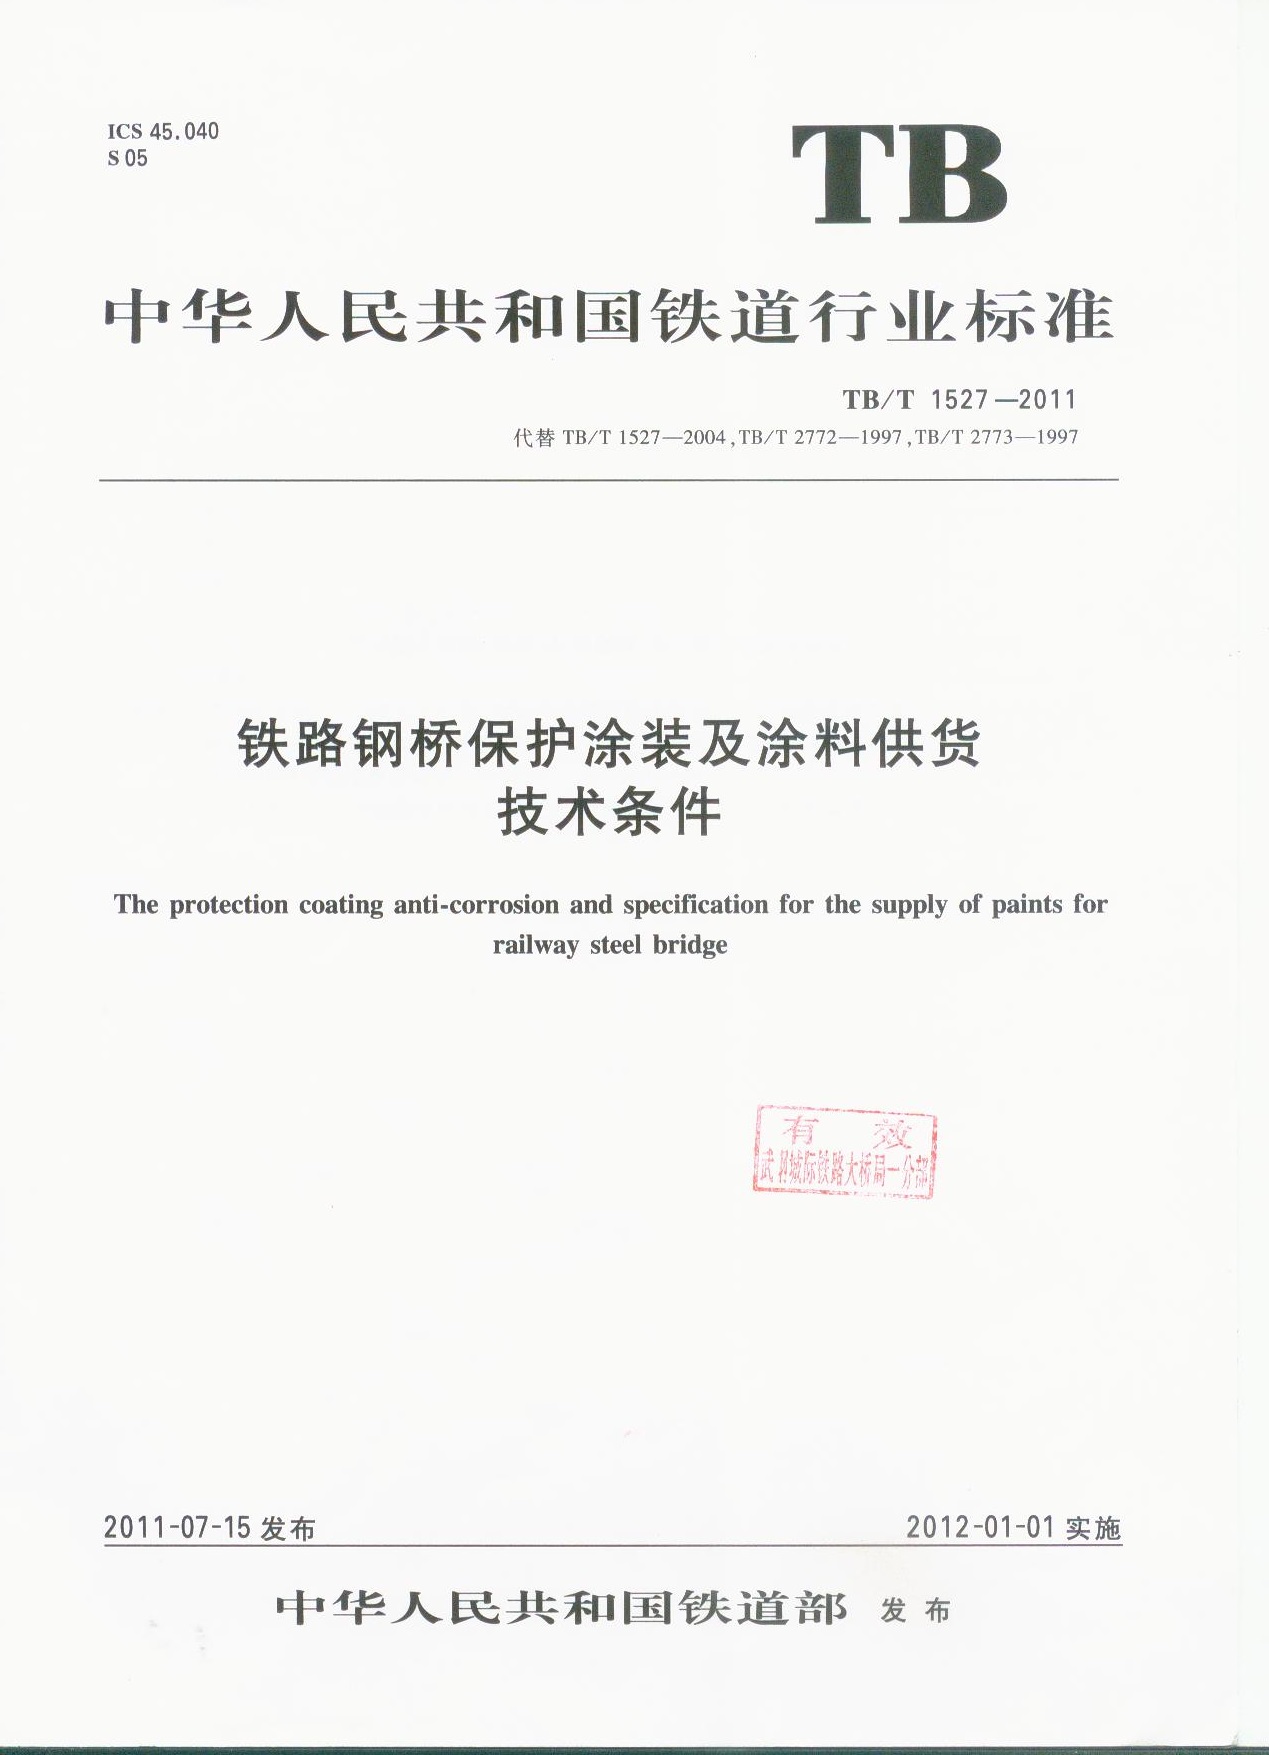 ICS 45.040
S 05
TB
中华人民共和国铁道行业标准
TB/T 1527—2011
代替 TB/T 1527—2004,TB/T 2772—1997,TB/T 2773—1997
铁路钢桥保护涂装及涂料供货
技术条件
The protection coating anti-corrosion and specification for the supply of paints for
railway steel bridge
有 效
武 城际铁路大桥局一分部
2011-07-15 发布
2012-01-01 实施
中华人民共和国铁道部 发 布